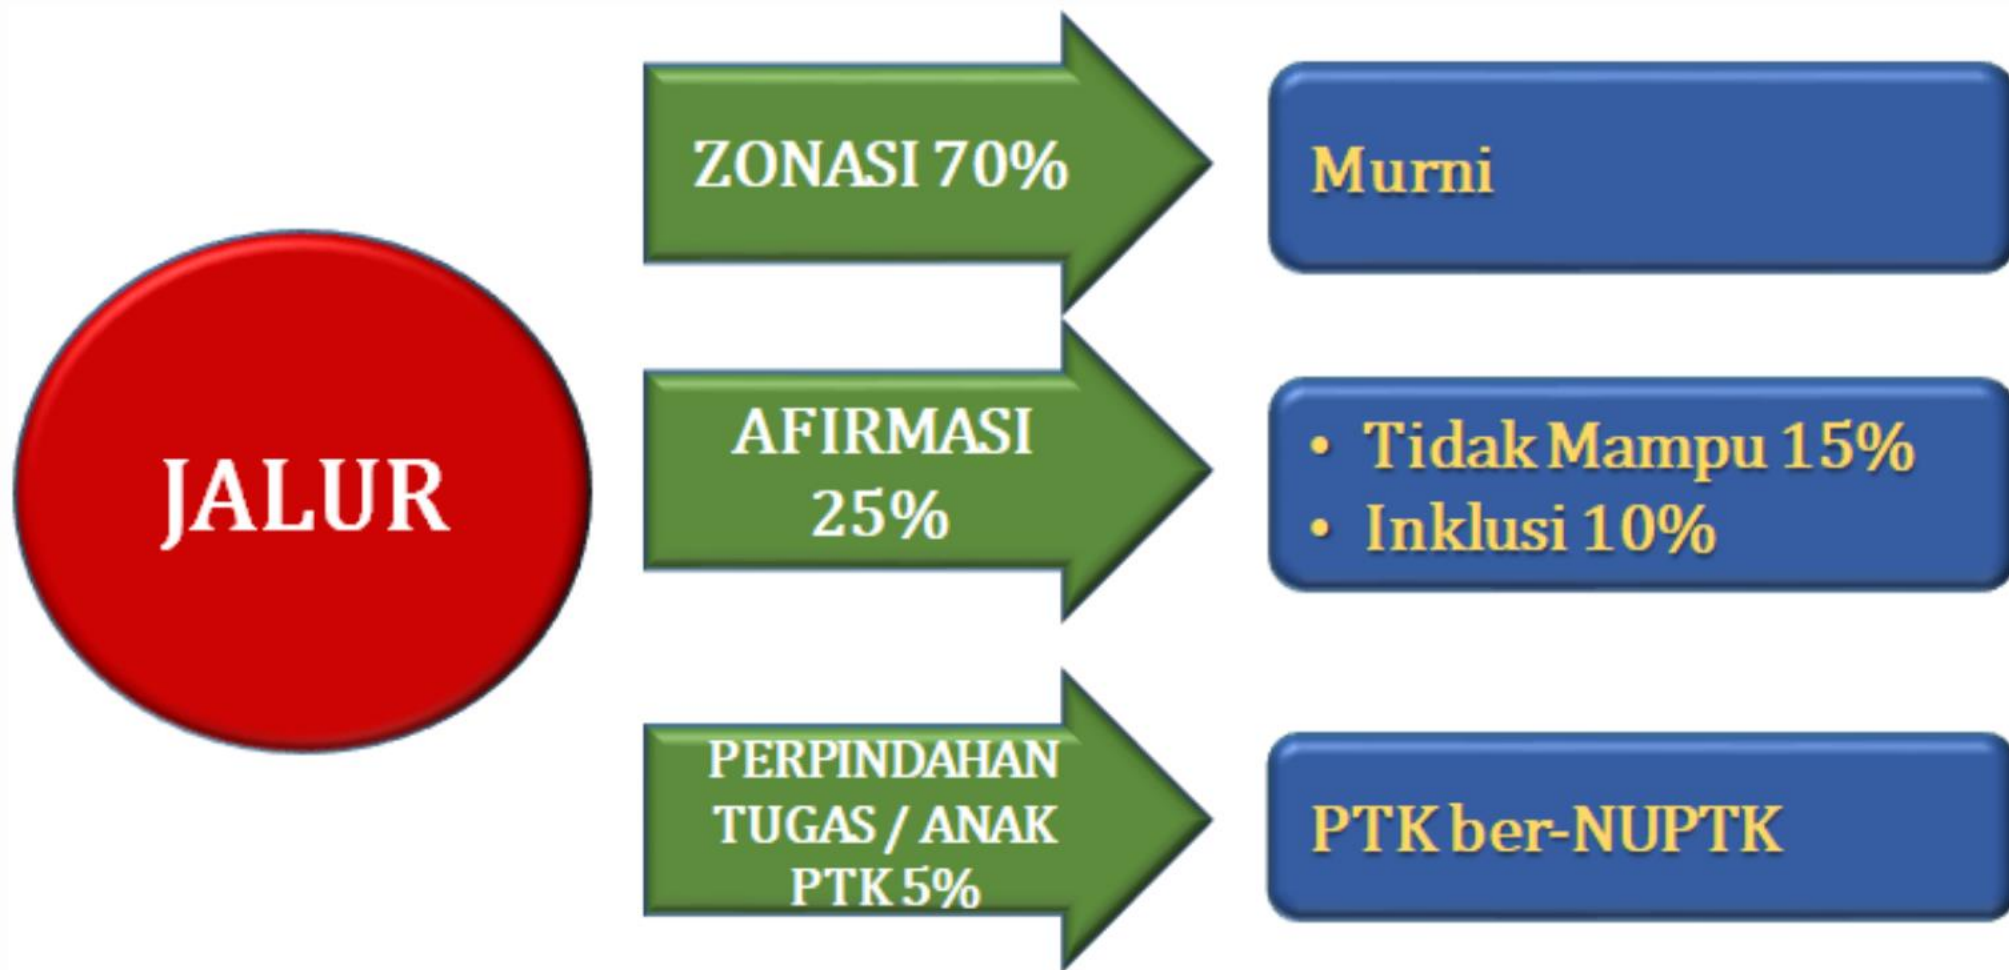 JALUR
ZONASI 70%
Murni
AFIRMASI
25%
• Tidak Mampu 15%
• Inklusi 10%
PERPINDAHAN
TUGAS / ANAK
PTK 5%
PTK ber-NUPTK